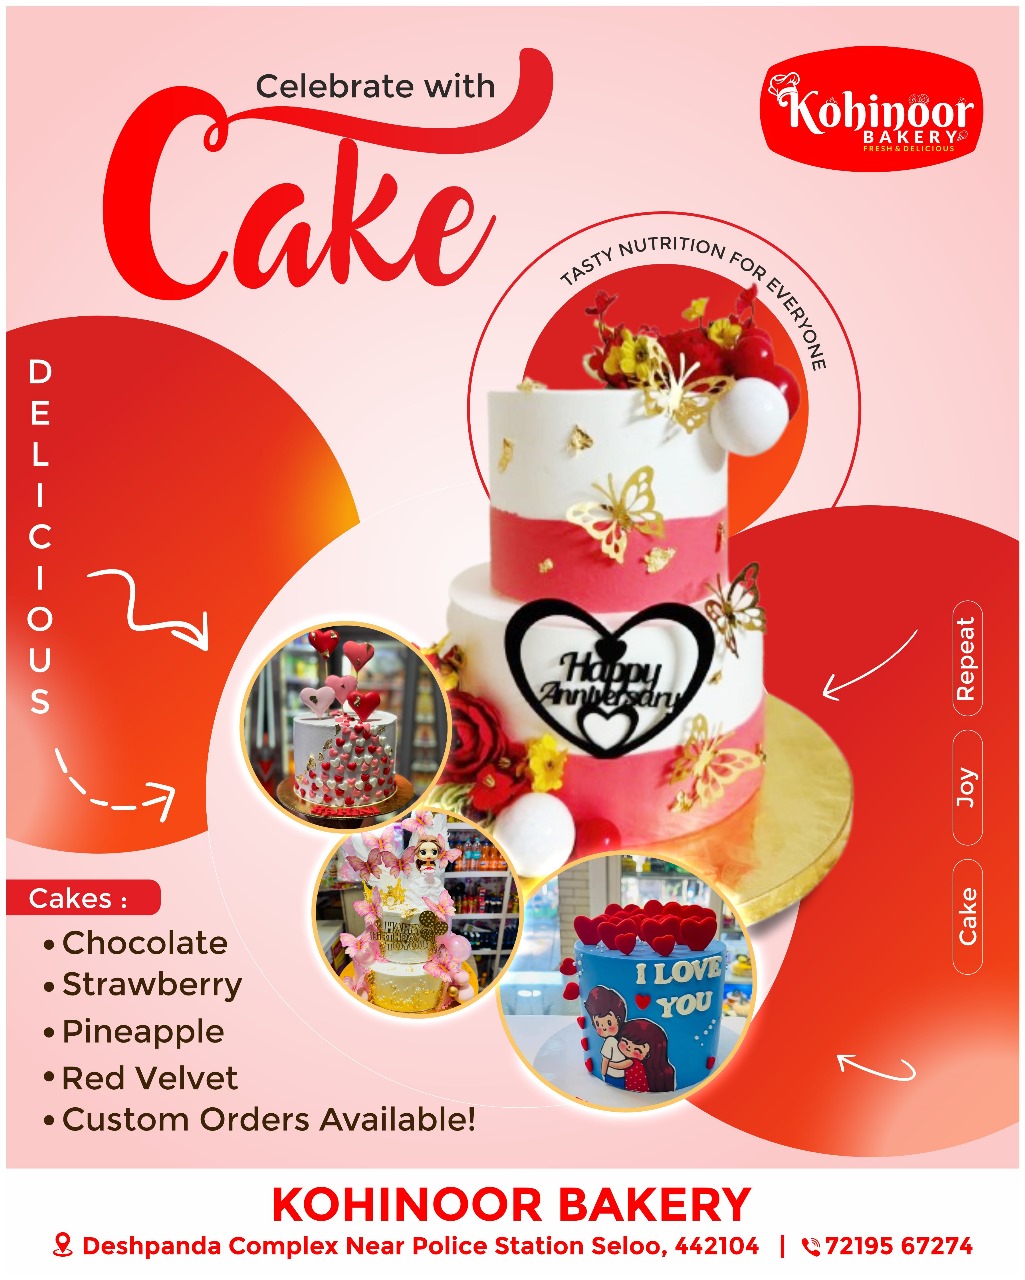 Celebrate with
Cake
Kohinoor
BAKERY
FRESH & DELICIOUS
TASTY NUTRITION FOR EVERYONE
DELICIOUS
Happy
Anniversary
Repeat
Joy
Cake
I LOVE
YOU
Cakes :
• Chocolate
• Strawberry
• Pineapple
• Red Velvet
• Custom Orders Available!
KOHINOOR BAKERY
Deshpanda Complex Near Police Station Seloo, 442104 | 72195 67274